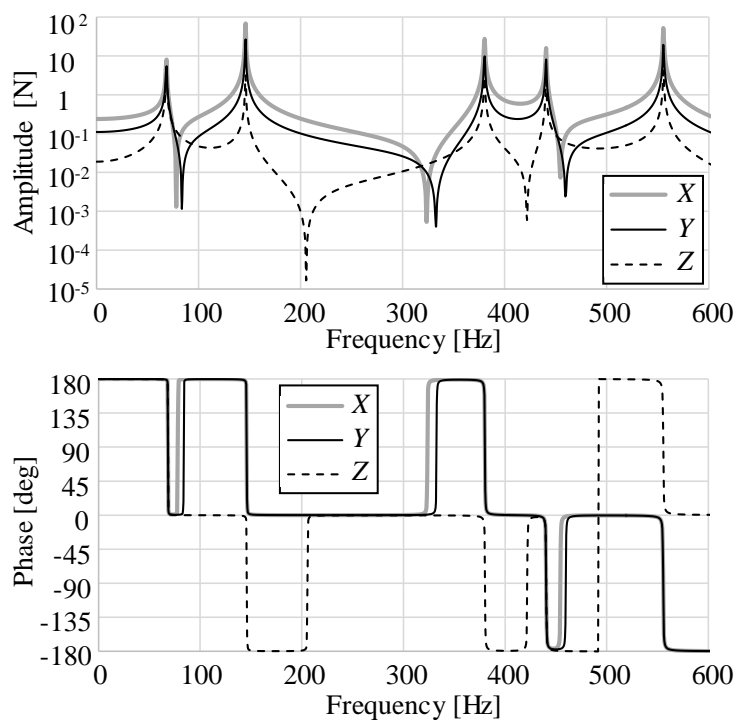 10²
10
1
10⁻¹
10⁻²
10⁻³
10⁻⁴
10⁻⁵
Amplitude [N]
X
Y
Z
0 100 200 300 400 500 600
Frequency [Hz]
180
135
90
45
0
-45
-90
-135
-180
Phase [deg]
X
Y
Z
0 100 200 300 400 500 600
Frequency [Hz]